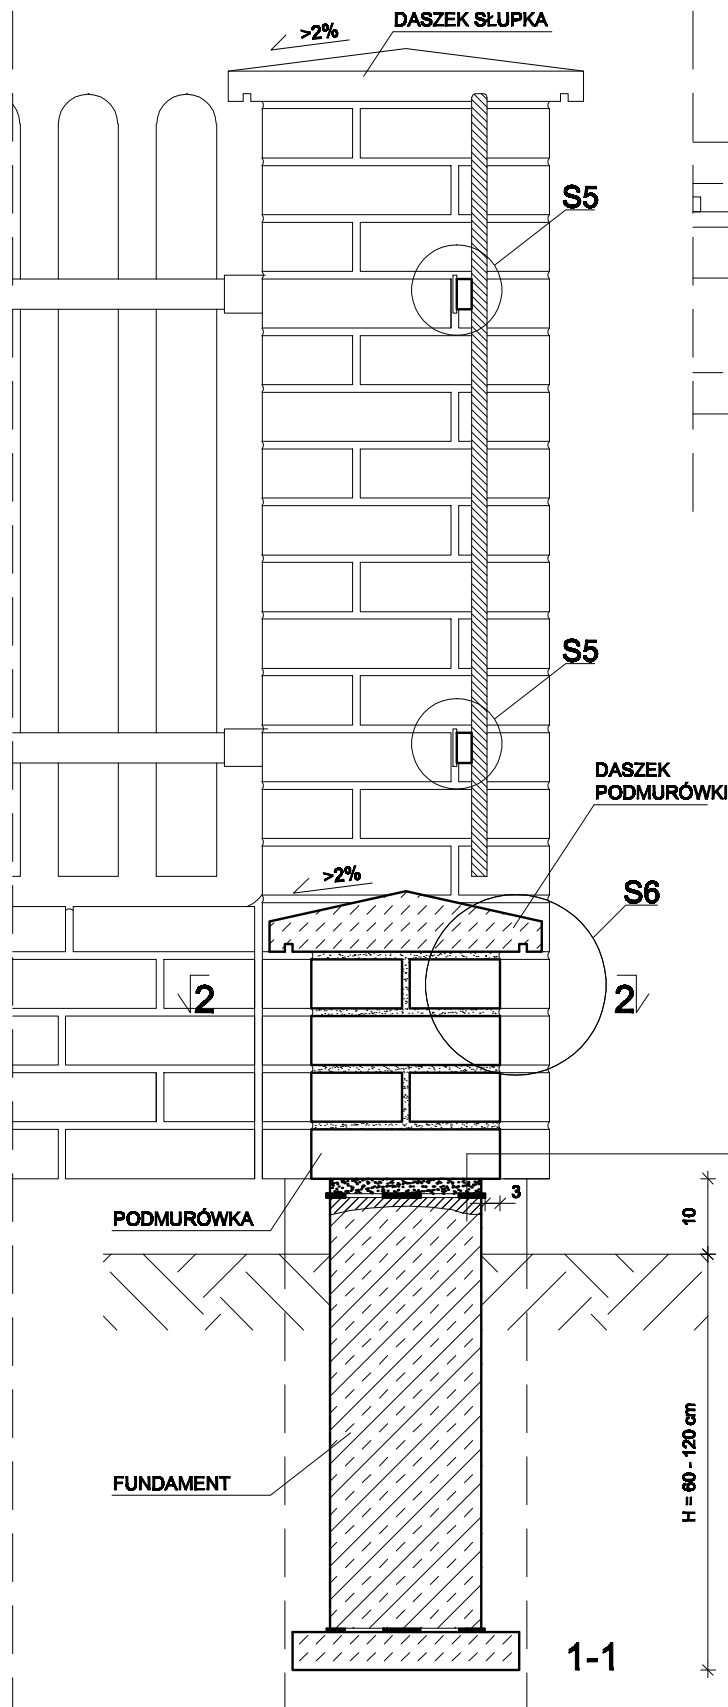 DASZEK SŁUPKA
>2%
S5
S5
DASZEK
PODMURÓWKI
>2%
S6
2
2
3
PODMURÓWKA
10
FUNDAMENT
H = 60 - 120 cm
1-1